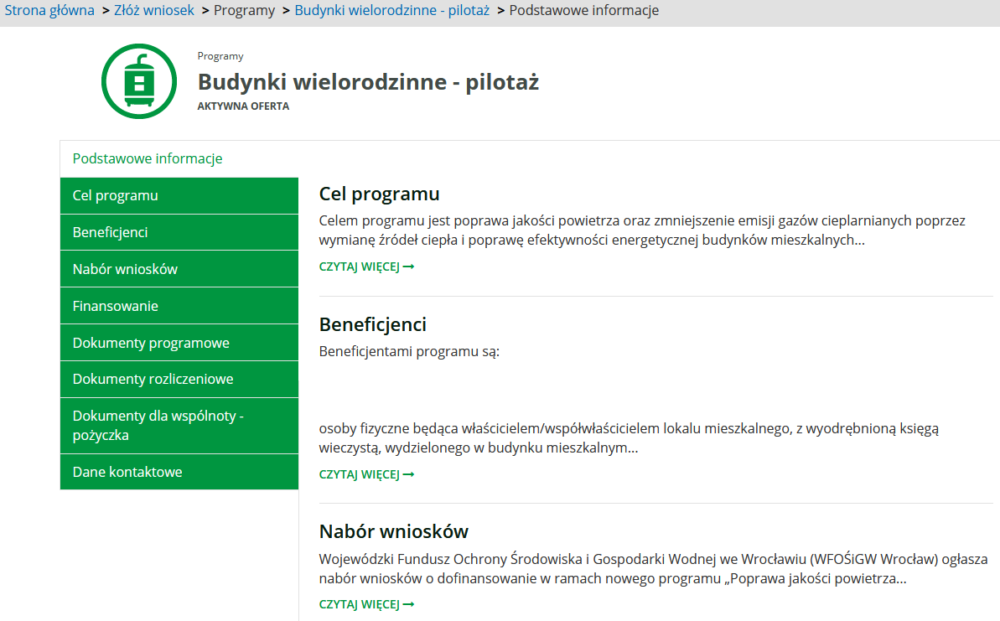 Strona główna > Złóż wniosek > Programy > Budynki wielorodzinne - pilotaż > Podstawowe informacje
Programy
Budynki wielorodzinne - pilotaż
AKTYWNA OFERTA
Podstawowe informacje
Cel programu
Beneficjenci
Nabór wniosków
Finansowanie
Dokumenty programowe
Dokumenty rozliczeniowe
Dokumenty dla wspólnoty -
pożyczka
Dane kontaktowe
Cel programu
Celem programu jest poprawa jakości powietrza oraz zmniejszenie emisji gazów cieplarnianych poprzez
wymianę źródeł ciepła i poprawę efektywności energetycznej budynków mieszkalnych...
CZYTAJ WIĘCEJ →
Beneficjenci
Beneficjentami programu są:
osoby fizyczne będąca właścicielem/współwłaścicielem lokalu mieszkalnego, z wyodrębnioną księgą
wieczystą, wydzielonego w budynku mieszkalnym...
CZYTAJ WIĘCEJ →
Nabór wniosków
Wojewódzki Fundusz Ochrony Środowiska i Gospodarki Wodnej we Wrocławiu (WFOŚiGW Wrocław) ogłasza
nabór wniosków o dofinansowanie w ramach nowego programu „Poprawa jakości powietrza...
CZYTAJ WIĘCEJ →